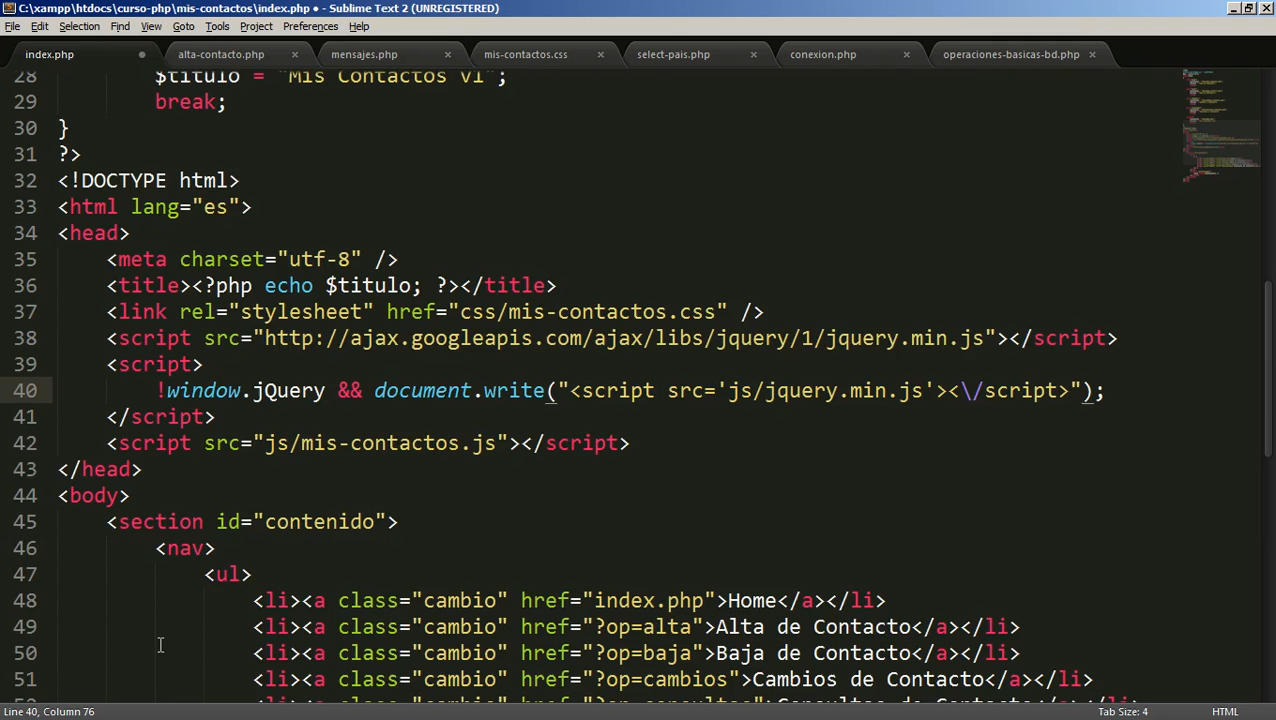 C:\xampp\htdocs\curso-php\mis-contactos\index.php • - Sublime Text 2 (UNREGISTERED)
File Edit Selection Find View Goto Tools Project Preferences Help
index.php alta-contacto.php mensajes.php mis-contactos.css select-pais.php conexion.php operaciones-basicas-bd.php
28 $titulo = "Mis Contactos v1";
29 break;
30 }
31 ?>
32 <!DOCTYPE html>
33 <html lang="es">
34 <head>
35 <meta charset="utf-8" />
36 <title><?php echo $titulo; ?></title>
37 <link rel="stylesheet" href="css/mis-contactos.css" />
38 <script src="http://ajax.googleapis.com/ajax/libs/jquery/1/jquery.min.js"></script>
39 <script>
40 !window.jQuery && document.write("<script src='js/jquery.min.js'><\/script>");
41 </script>
42 <script src="js/mis-contactos.js"></script>
43 </head>
44 <body>
45 <section id="contenido">
46 <nav>
47 <ul>
48 <li><a class="cambio" href="index.php">Home</a></li>
49 <li><a class="cambio" href="?op=alta">Alta de Contacto</a></li>
50 <li><a class="cambio" href="?op=baja">Baja de Contacto</a></li>
51 <li><a class="cambio" href="?op=cambios">Cambios de Contacto</a></li>
Line 40, Column 76 Tab Size: 4 HTML